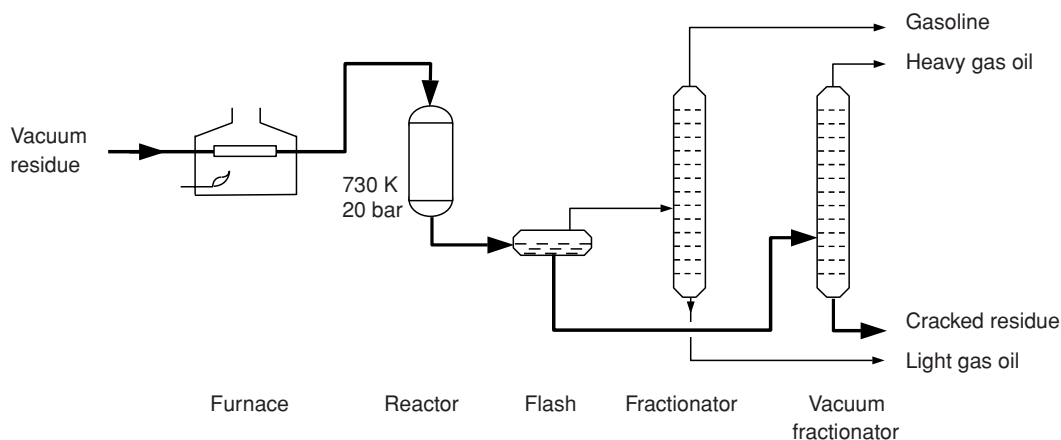 Gasoline
Heavy gas oil
Vacuum
residue
730 K
20 bar
Cracked residue
Light gas oil
Furnace
Reactor
Flash
Fractionator
Vacuum
fractionator